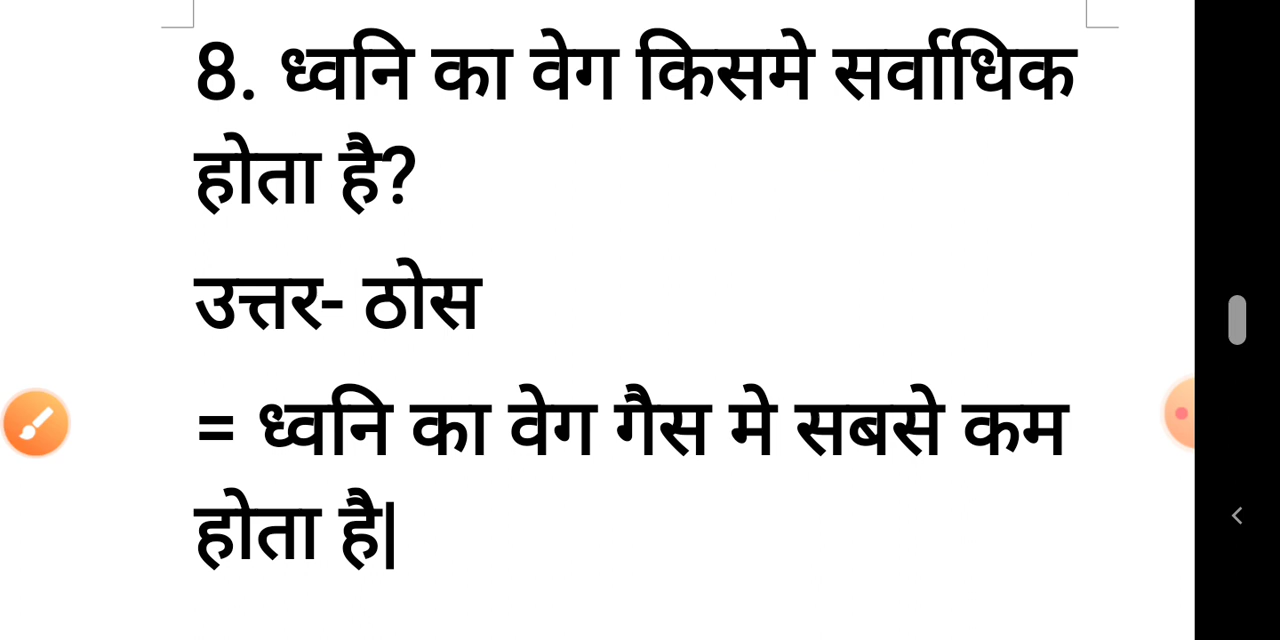 8. ध्वनि का वेग किसमे सर्वाधिक
होता है?
उत्तर- ठोस
= ध्वनि का वेग गैस मे सबसे कम
होता है|